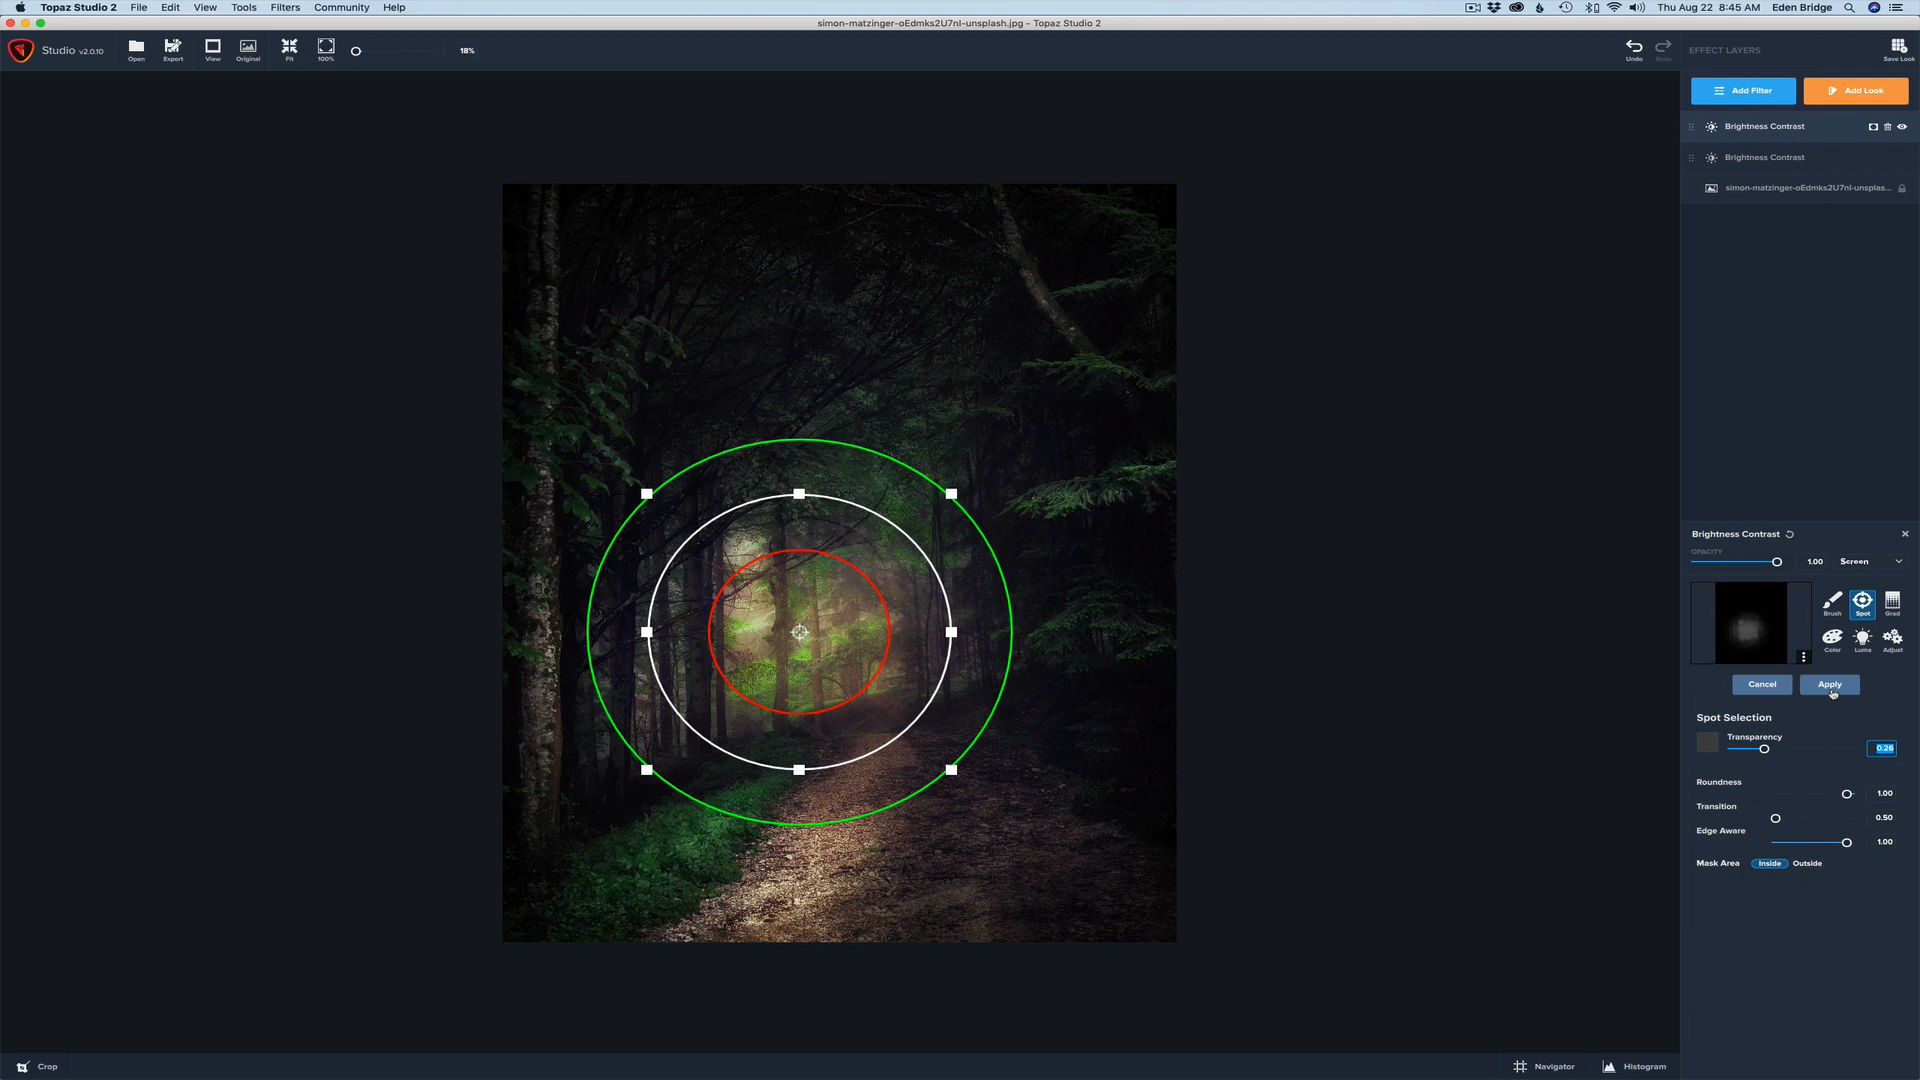 Topaz Studio 2 File Edit View Tools Filters Community Help Thu Aug 22 8:45 AM Eden Bridge
simon-matzinger-oEdmks2U7nI-unsplash.jpg - Topaz Studio 2
Studio v2.0.10 Open Export View Original Fit 100% 18% Undo Redo EFFECT LAYERS Save Look
Add Filter Add Look
Brightness Contrast
Brightness Contrast
simon-matzinger-oEdmks2U7nI-unsplas...
Brightness Contrast
OPACITY
1.00 Screen
Brush Spot Grad
Color Luma Adjust
Cancel Apply
Spot Selection
Transparency
0.26
Roundness
1.00
Transition
0.50
Edge Aware
1.00
Mask Area Inside Outside
Crop Navigator Histogram